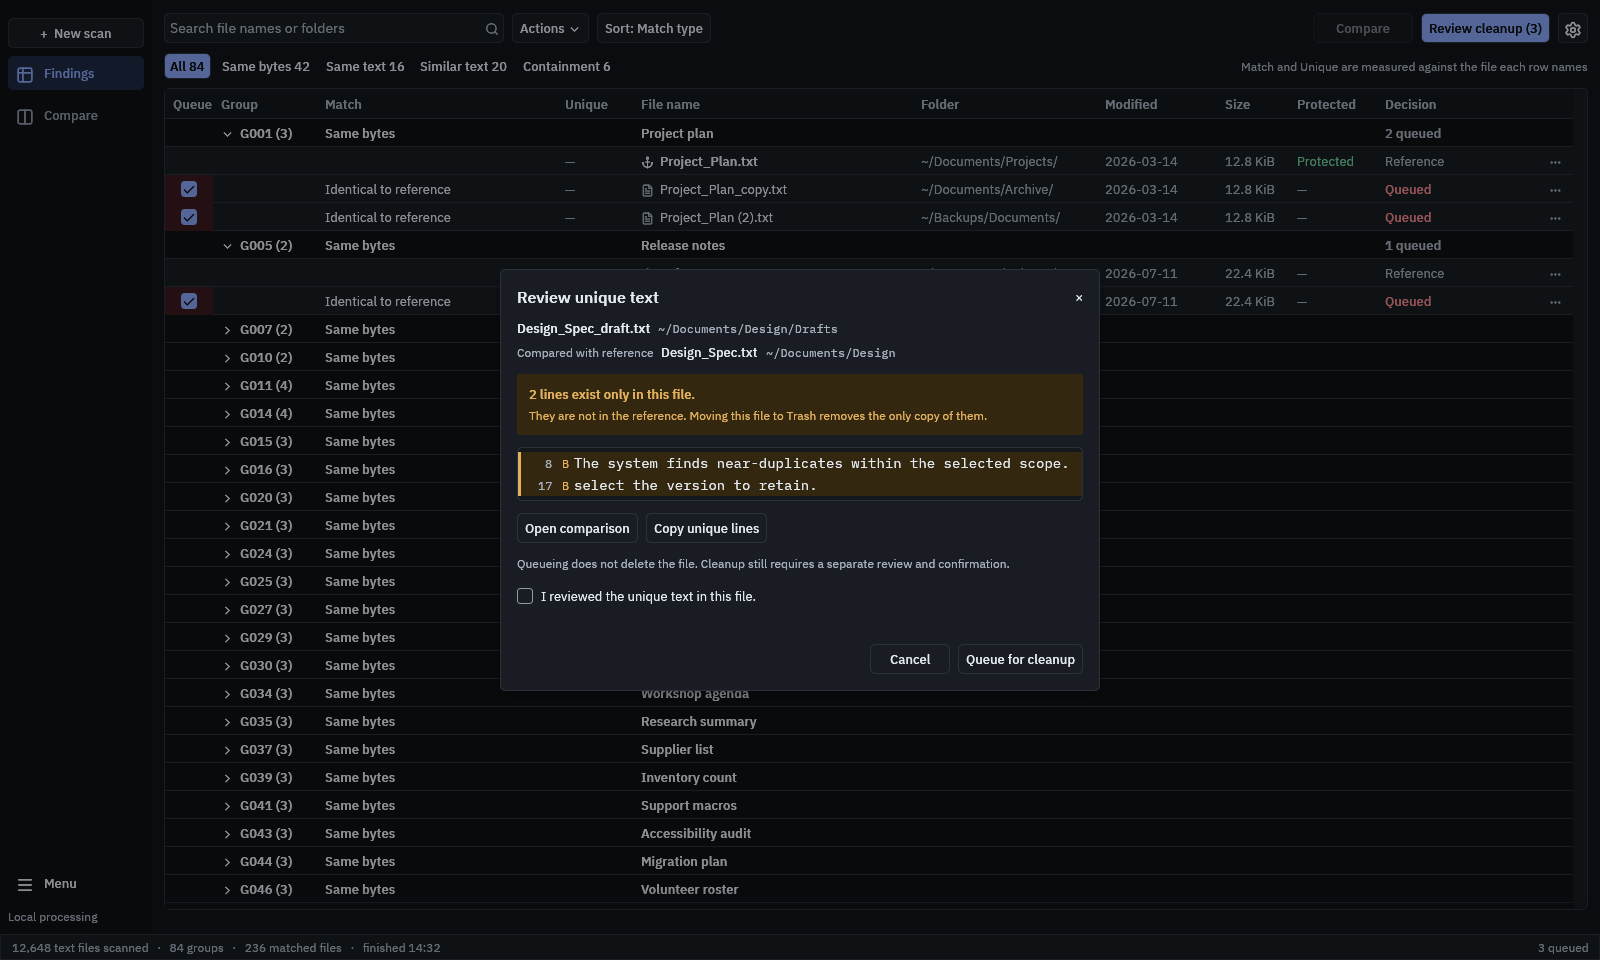 + New scan
Findings
Compare
Menu
Local processing
Search file names or folders
Actions
Sort: Match type
Compare
Review cleanup (3)
All 84
Same bytes 42
Same text 16
Similar text 20
Containment 6
Match and Unique are measured against the file each row names
Queue Group Match Unique File name Folder Modified Size Protected Decision
G001 (3) Same bytes Project plan 2 queued
— Project_Plan.txt ~/Documents/Projects/ 2026-03-14 12.8 KiB Protected Reference ···
Identical to reference — Project_Plan_copy.txt ~/Documents/Archive/ 2026-03-14 12.8 KiB — Queued ···
Identical to reference — Project_Plan (2).txt ~/Backups/Documents/ 2026-03-14 12.8 KiB — Queued ···
G005 (2) Same bytes Release notes 1 queued
2026-07-11 22.4 KiB — Reference ···
Identical to reference 2026-07-11 22.4 KiB — Queued ···
G007 (2) Same bytes
G010 (2) Same bytes
G011 (4) Same bytes
G014 (4) Same bytes
G015 (3) Same bytes
G016 (3) Same bytes
G020 (3) Same bytes
G021 (3) Same bytes
G024 (3) Same bytes
G025 (3) Same bytes
G027 (3) Same bytes
G029 (3) Same bytes
G030 (3) Same bytes
G034 (3) Same bytes Workshop agenda
G035 (3) Same bytes Research summary
G037 (3) Same bytes Supplier list
G039 (3) Same bytes Inventory count
G041 (3) Same bytes Support macros
G043 (3) Same bytes Accessibility audit
G044 (3) Same bytes Migration plan
G046 (3) Same bytes Volunteer roster
Review unique text ×
Design_Spec_draft.txt ~/Documents/Design/Drafts
Compared with reference Design_Spec.txt ~/Documents/Design
2 lines exist only in this file.
They are not in the reference. Moving this file to Trash removes the only copy of them.
8 B The system finds near-duplicates within the selected scope.
17 B select the version to retain.
Open comparison
Copy unique lines
Queueing does not delete the file. Cleanup still requires a separate review and confirmation.
I reviewed the unique text in this file.
Cancel
Queue for cleanup
12,648 text files scanned · 84 groups · 236 matched files · finished 14:32
3 queued